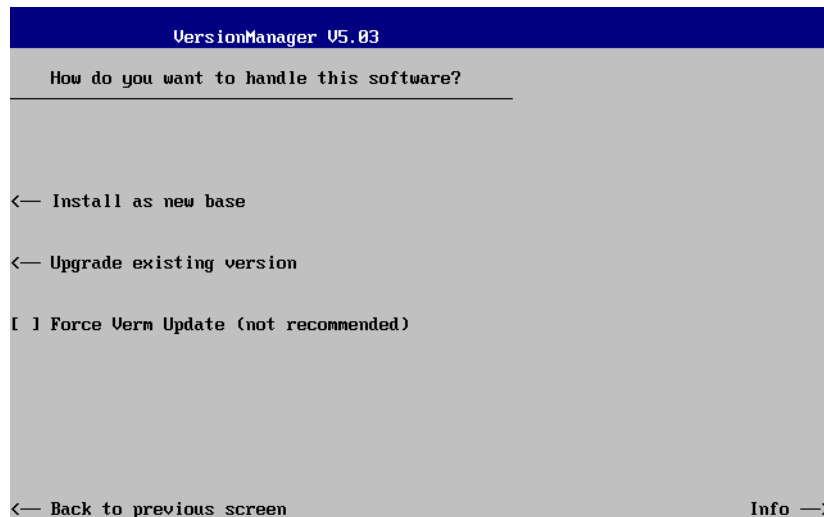 VersionManager V5.03
How do you want to handle this software?
<— Install as new base
<— Upgrade existing version
[ ] Force Verm Update (not recommended)
<— Back to previous screen
Info —>